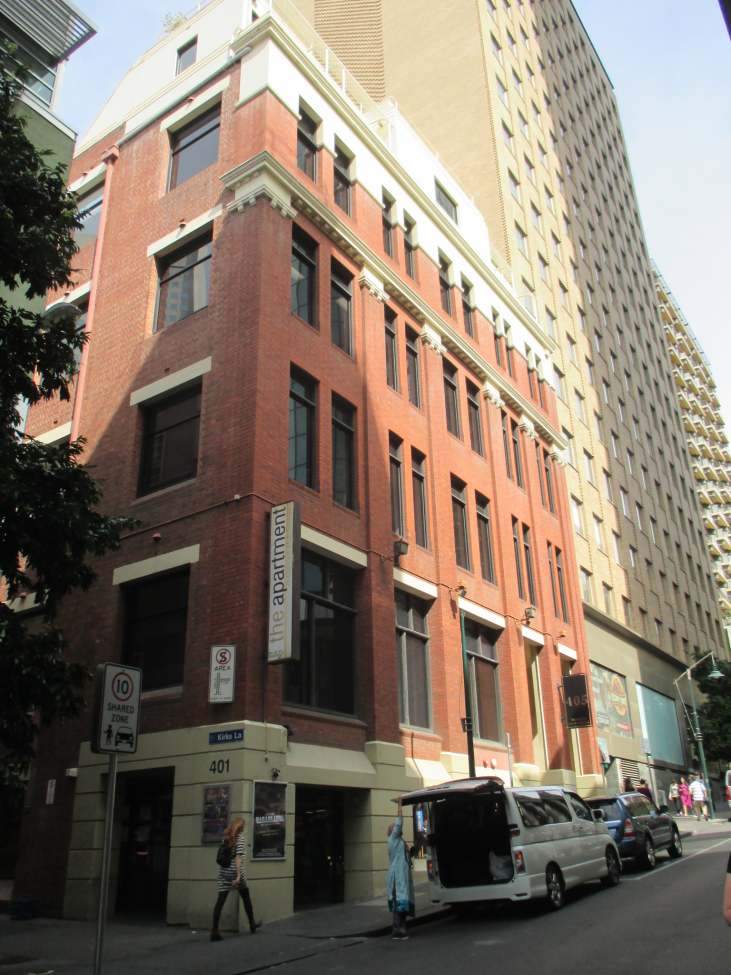 the apartment
S
AREA
10
SHARED
ZONE
Kirks La
401
405